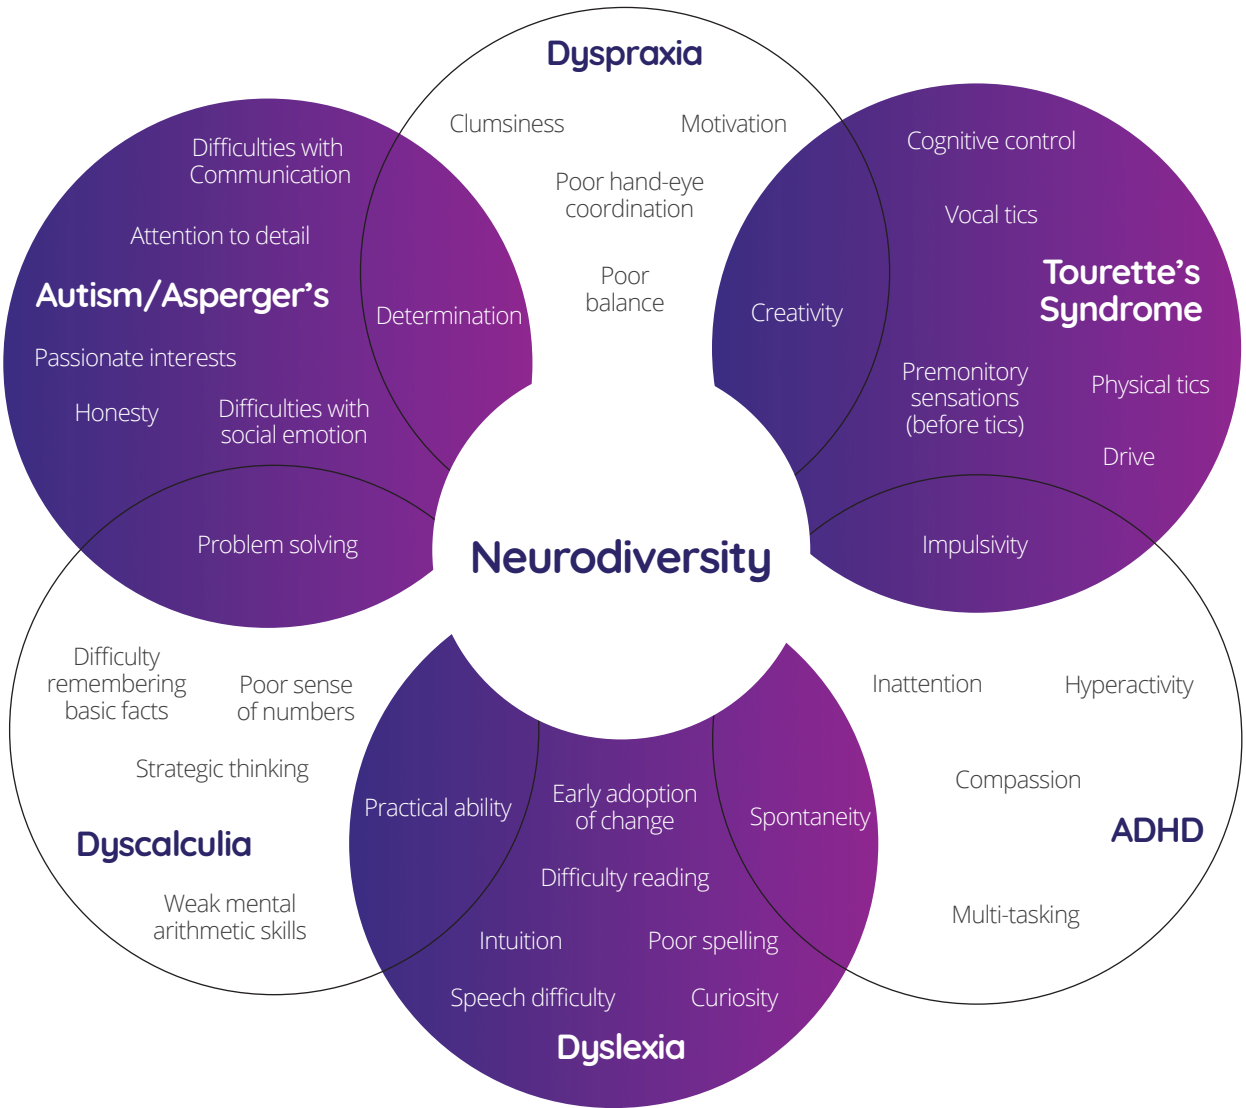 Dyspraxia
Clumsiness
Motivation
Poor hand-eye
coordination
Poor
balance
Difficulties with
Communication
Attention to detail
Autism/Asperger’s
Passionate interests
Honesty
Difficulties with
social emotion
Determination
Creativity
Cognitive control
Vocal tics
Tourette’s
Syndrome
Premonitory
sensations
(before tics)
Physical tics
Drive
Problem solving
Neurodiversity
Impulsivity
Difficulty
remembering
basic facts
Poor sense
of numbers
Strategic thinking
Dyscalculia
Weak mental
arithmetic skills
Practical ability
Early adoption
of change
Spontaneity
Difficulty reading
Intuition
Poor spelling
Speech difficulty
Curiosity
Dyslexia
Inattention
Hyperactivity
Compassion
ADHD
Multi-tasking